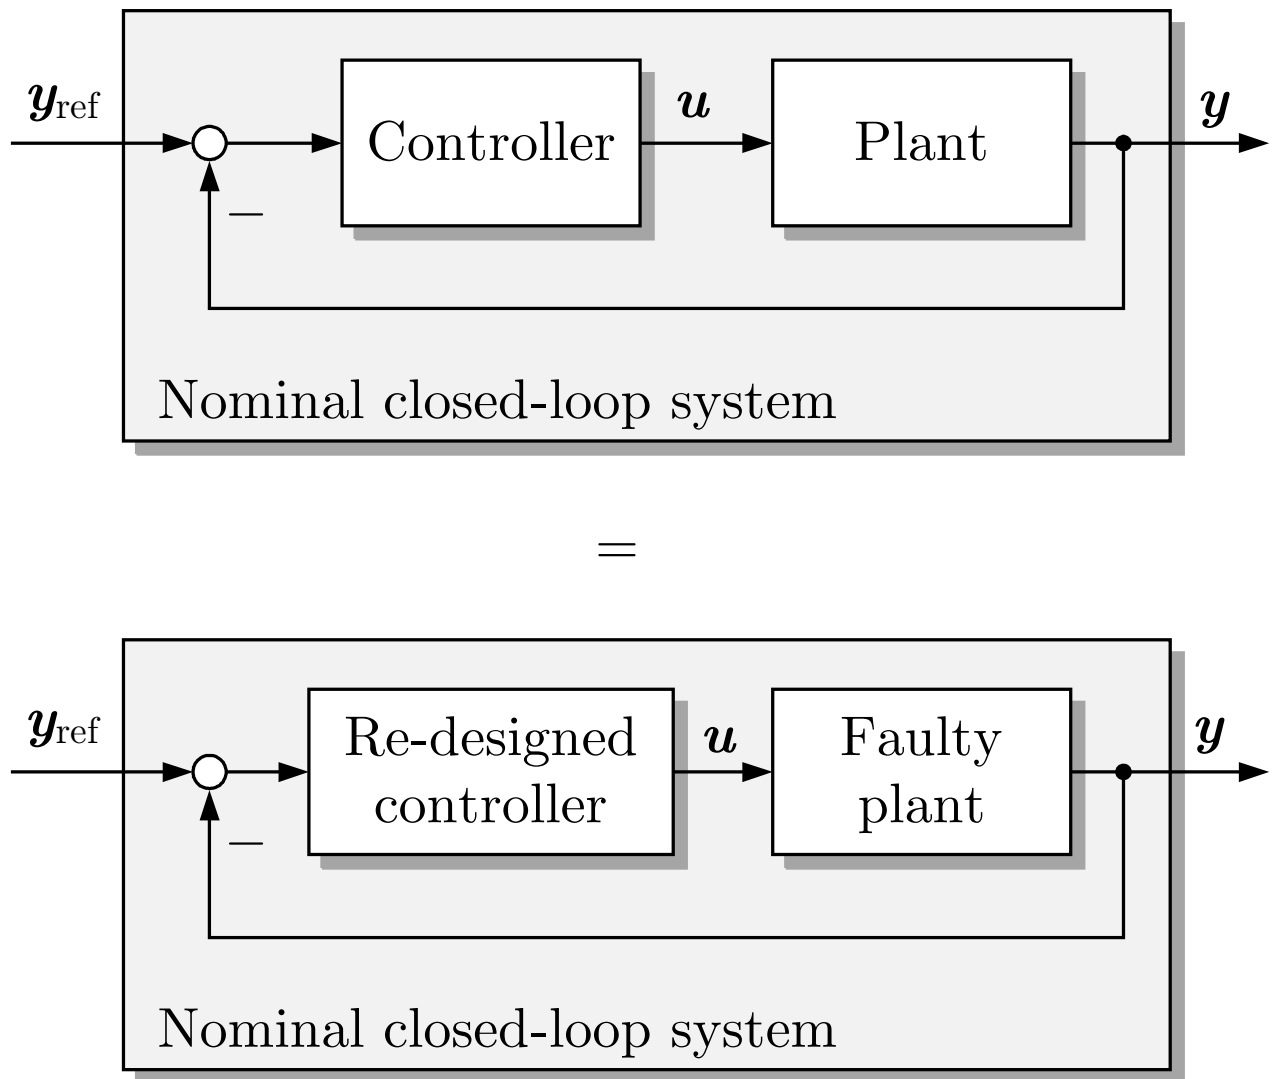 y_ref
Controller
u
Plant
y
−
Nominal closed-loop system
=
y_ref
Re-designed
controller
u
Faulty
plant
y
−
Nominal closed-loop system